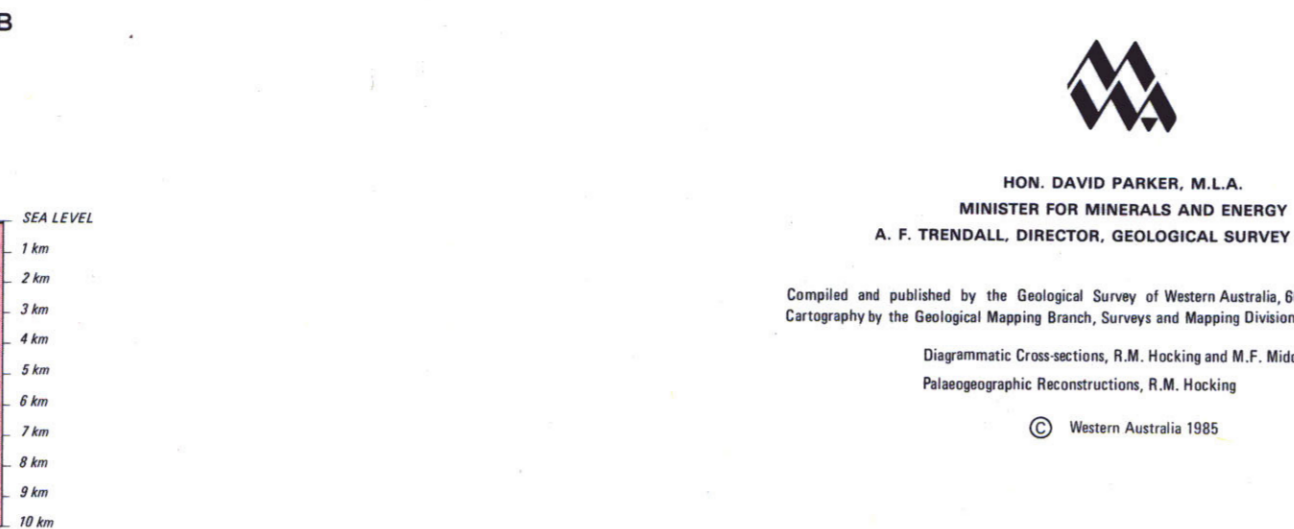 B
SEA LEVEL
1 km
2 km
3 km
4 km
5 km
6 km
7 km
8 km
9 km
10 km
HON. DAVID PARKER, M.L.A.
MINISTER FOR MINERALS AND ENERGY
A. F. TRENDALL, DIRECTOR, GEOLOGICAL SURVEY
Compiled and published by the Geological Survey of Western Australia,
Cartography by the Geological Mapping Branch, Surveys and Mapping Division
Diagrammatic Cross-sections, R.M. Hocking and M.F.
Palaeogeographic Reconstructions, R.M. Hocking
© Western Australia 1985